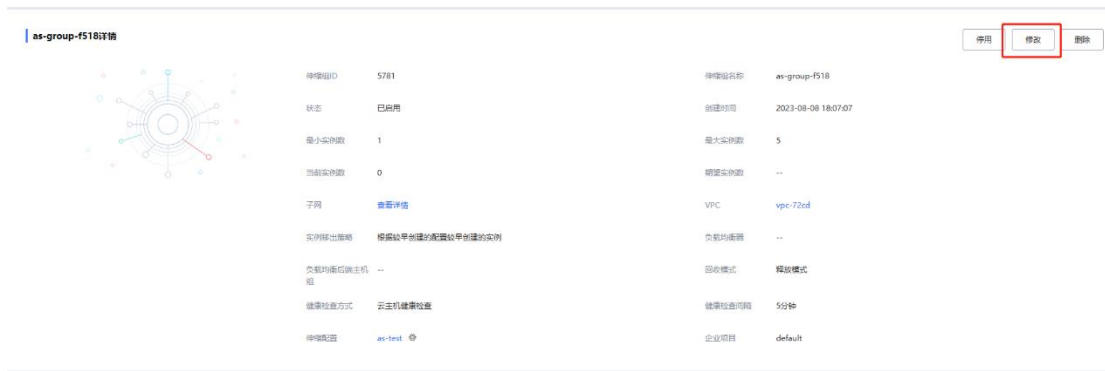 as-group-f518详情
停用 修改 删除
伸缩组ID 5781 伸缩组名称 as-group-f518
状态 已启用 创建时间 2023-08-08 18:07:07
最小实例数 1 最大实例数 5
当前实例数 0 期望实例数 --
子网 查看详情 VPC vpc-72cd
实例移出策略 根据较早创建的配置较早创建的实例 负载均衡器 --
负载均衡后端主机组 -- 回收模式 释放模式
健康检查方式 云主机健康检查 健康检查间隔 5分钟
伸缩配置 as-test 企业项目 default